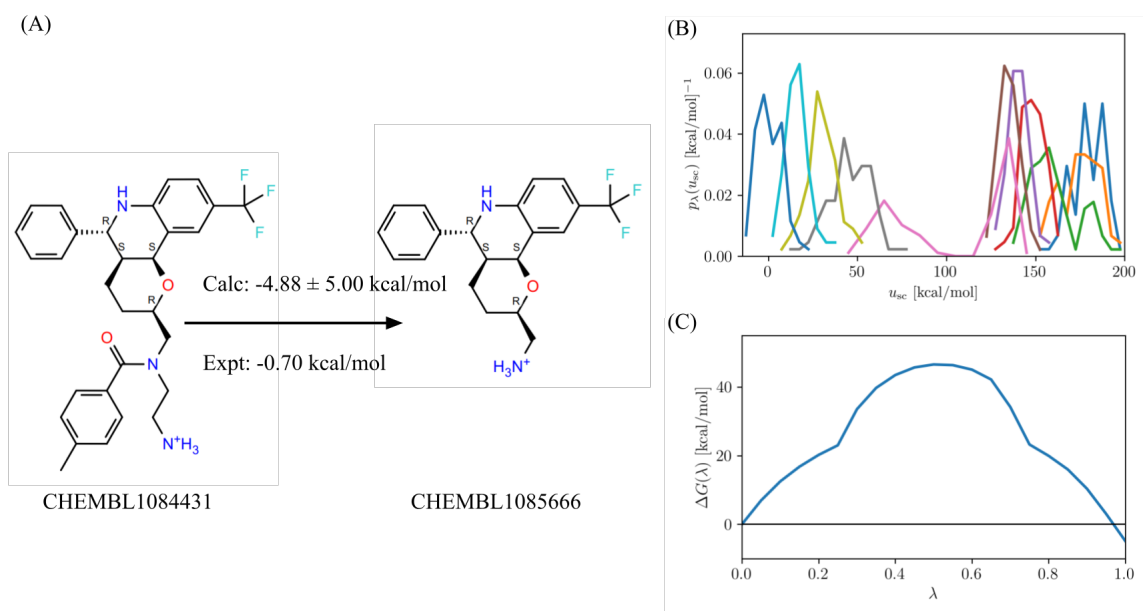 (A)
H
N
F
F
F
R
S
S
O
R
O
N
N⁺H₃
CHEMBL1084431
Calc: -4.88 ± 5.00 kcal/mol
Expt: -0.70 kcal/mol
H
N
F
F
F
R
S
S
O
R
H₃N⁺
CHEMBL1085666
(B)
pλ(usc) [kcal/mol]⁻¹
0.06
0.04
0.02
0.00
0 50 100 150 200
usc [kcal/mol]
(C)
ΔG(λ) [kcal/mol]
40
20
0
0.0 0.2 0.4 0.6 0.8 1.0
λ